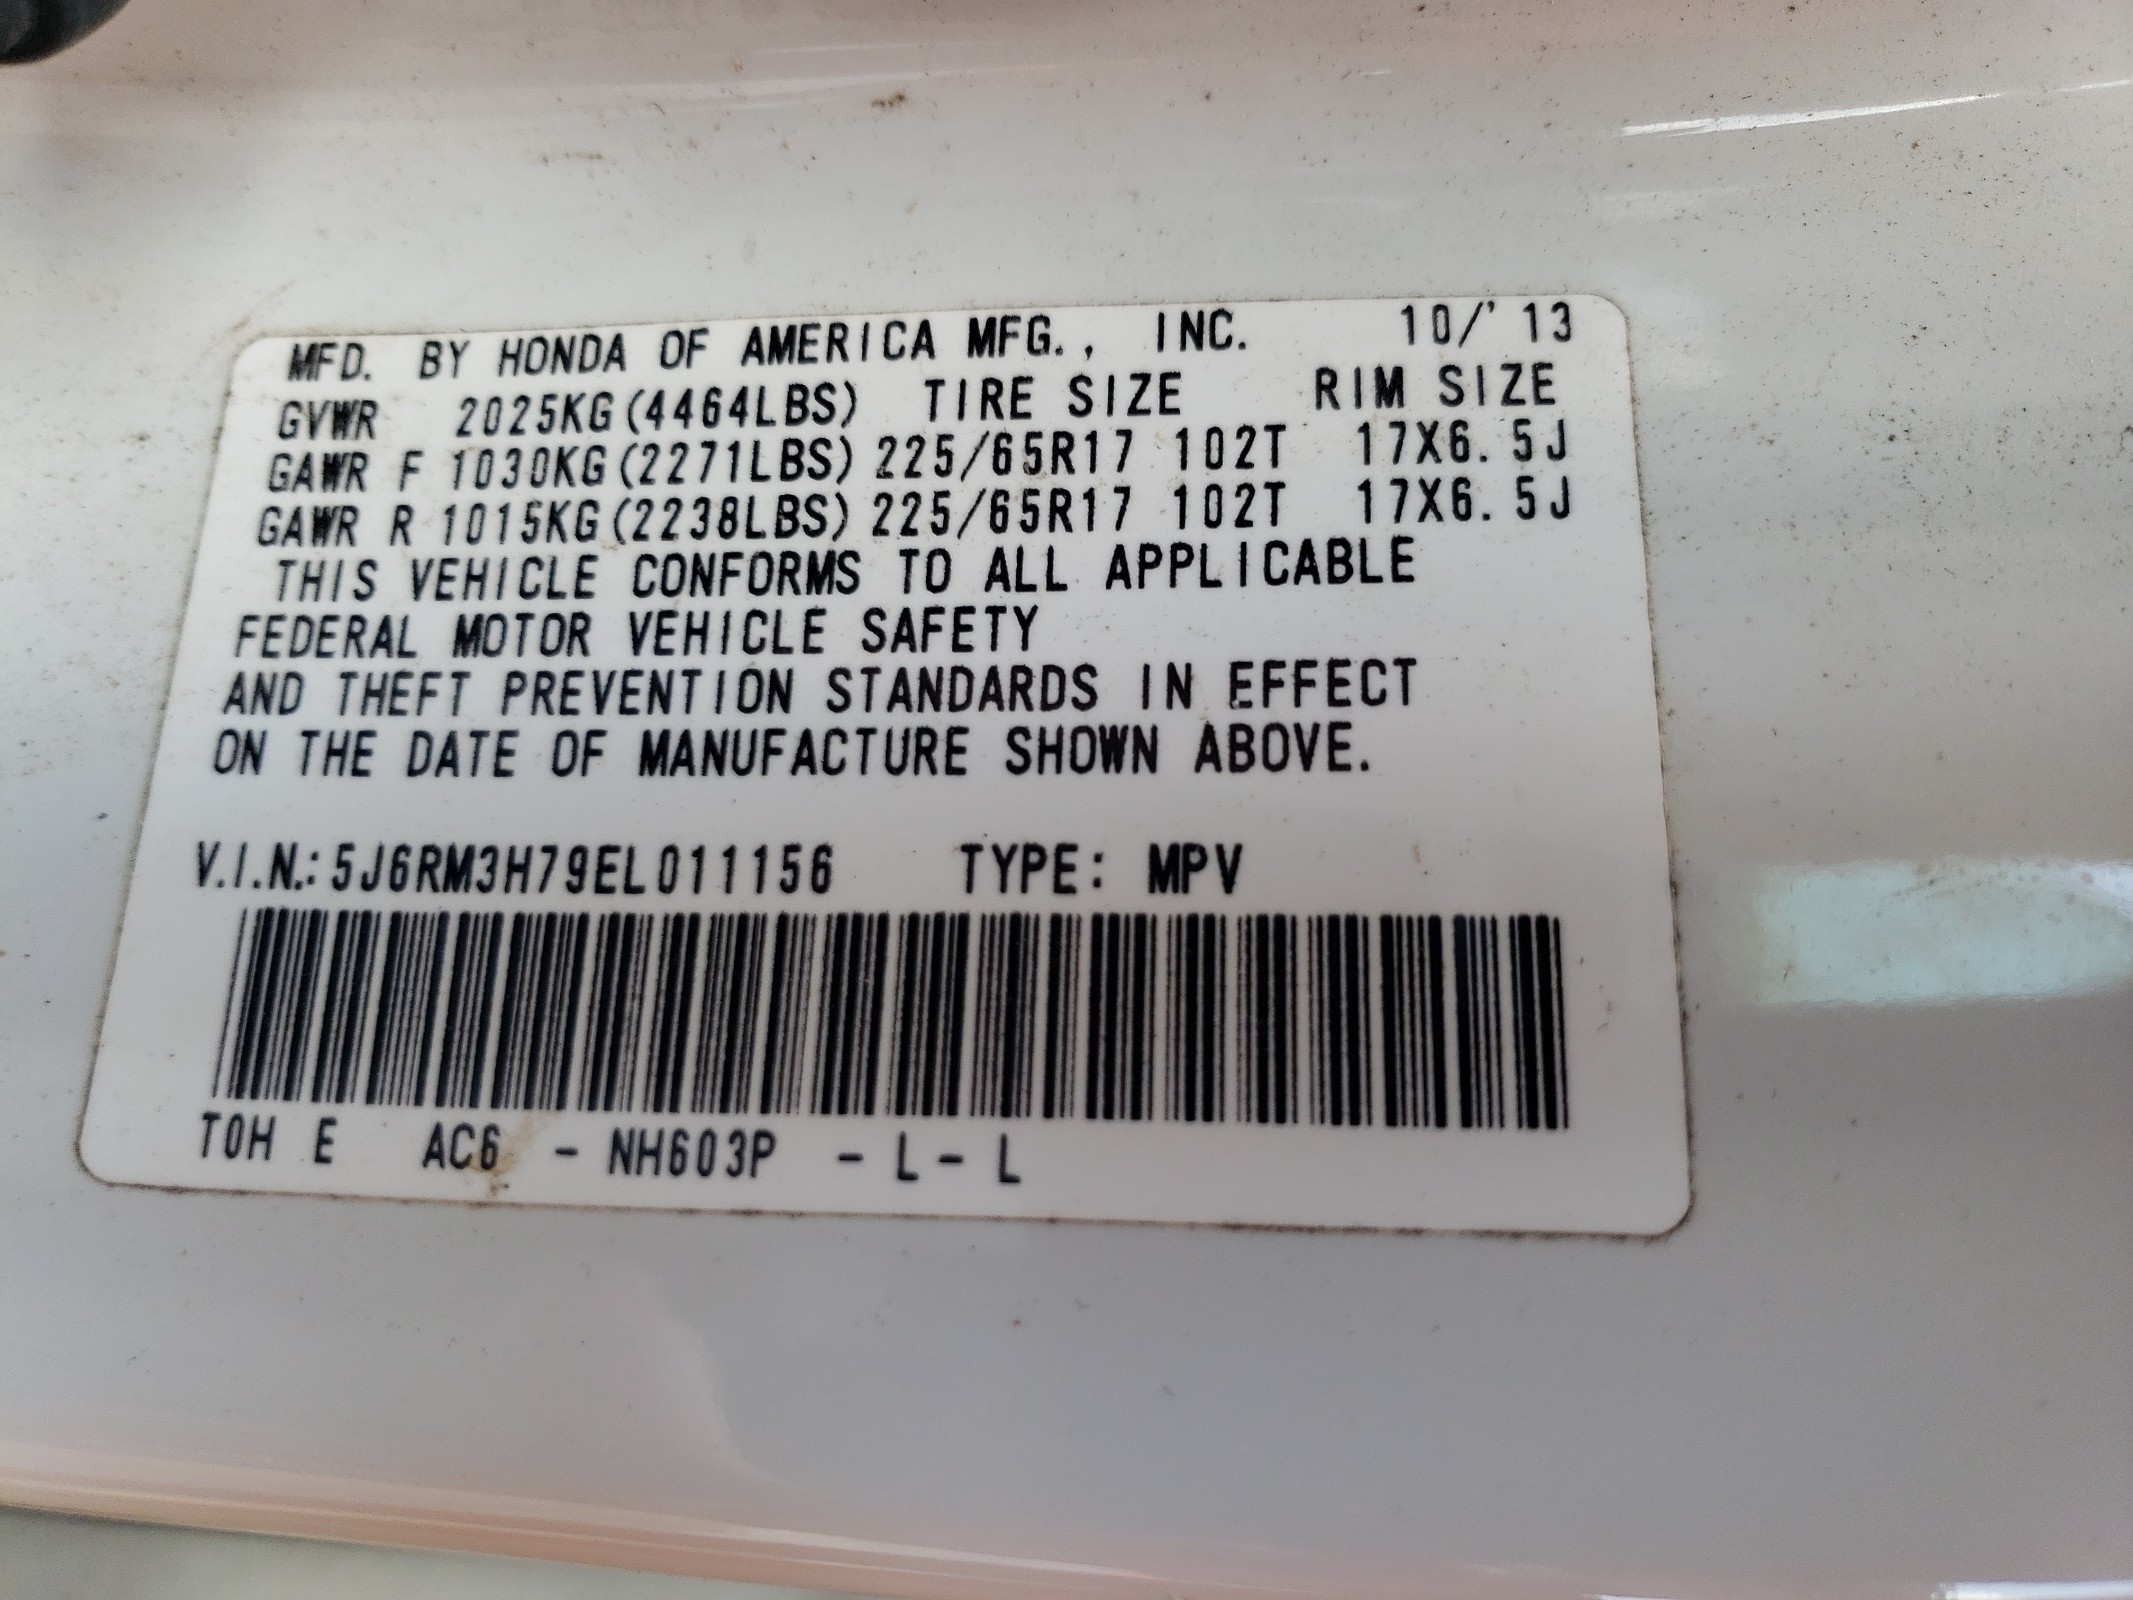 MFD. BY HONDA OF AMERICA MFG., INC. 10/'13
GVWR 2025KG(4464LBS) TIRE SIZE RIM SIZE
GAWR F 1030KG(2271LBS) 225/65R17 102T 17X6.5J
GAWR R 1015KG(2238LBS) 225/65R17 102T 17X6.5J
THIS VEHICLE CONFORMS TO ALL APPLICABLE
FEDERAL MOTOR VEHICLE SAFETY
AND THEFT PREVENTION STANDARDS IN EFFECT
ON THE DATE OF MANUFACTURE SHOWN ABOVE.
V.I.N.: 5J6RM3H79EL011156 TYPE: MPV
T0H E AC6 - NH603P - L - L